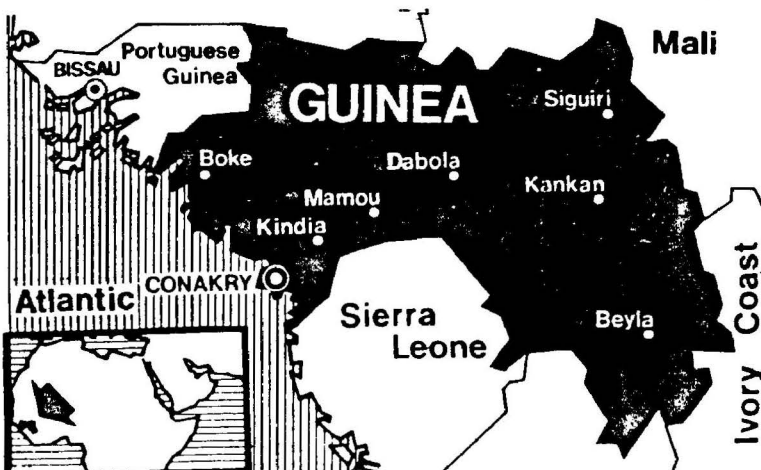 Portuguese
Guinea
BISSAU
Mali
GUINEA
Siguiri
Boke
Dabola
Mamou
Kankan
Kindia
CONAKRY
Atlantic
Sierra
Leone
Beyla
Ivory Coast